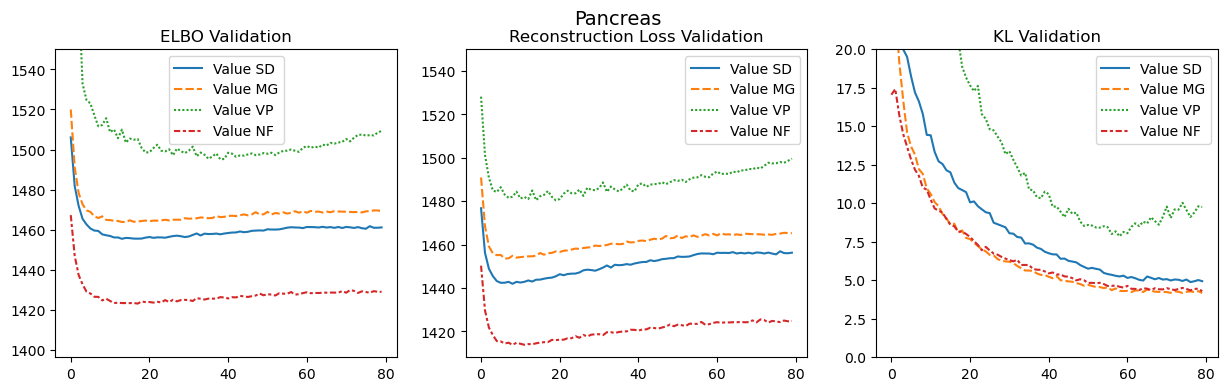 Pancreas
ELBO Validation
1540
1520
1500
1480
1460
1440
1420
1400
0
20
40
60
80
Value SD
Value MG
Value VP
Value NF
Reconstruction Loss Validation
1540
1520
1500
1480
1460
1440
1420
0
20
40
60
80
Value SD
Value MG
Value VP
Value NF
KL Validation
20.0
17.5
15.0
12.5
10.0
7.5
5.0
2.5
0.0
0
20
40
60
80
Value SD
Value MG
Value VP
Value NF